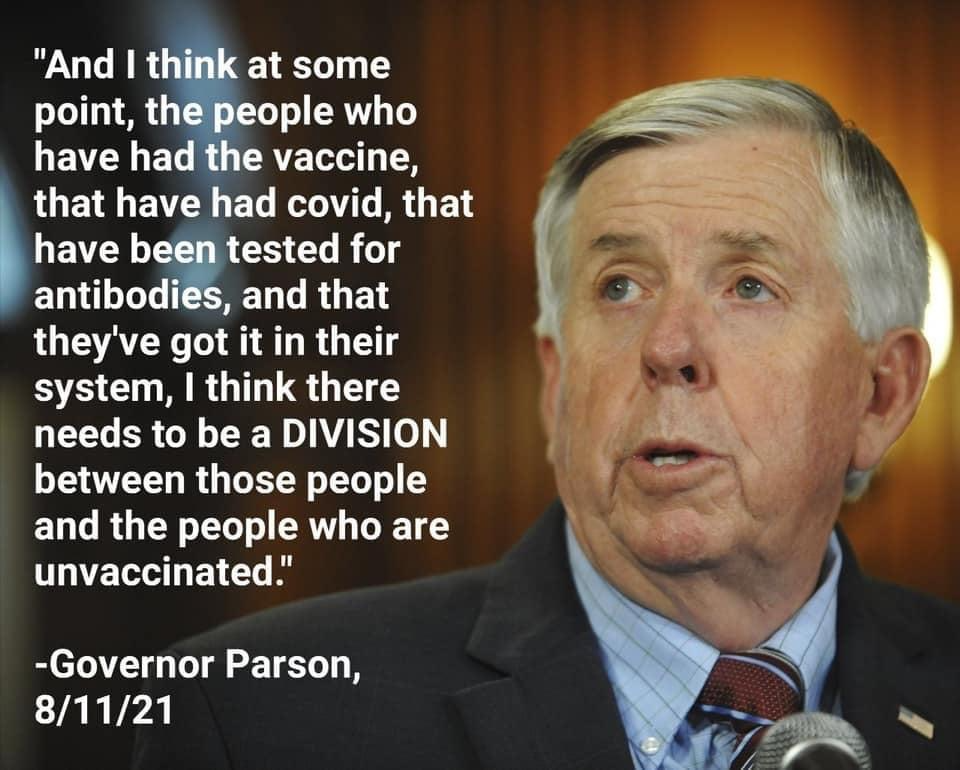 "And I think at some
point, the people who
have had the vaccine,
that have had covid, that
have been tested for
antibodies, and that
they've got it in their
system, I think there
needs to be a DIVISION
between those people
and the people who are
unvaccinated."
-Governor Parson,
8/11/21